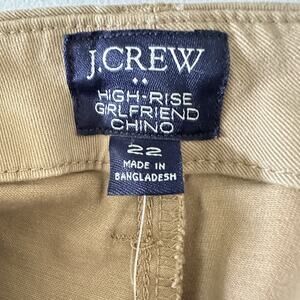 J.CREW
HIGH-RISE
GIRLFRIEND
CHINO
22
MADE IN
BANGLADESH